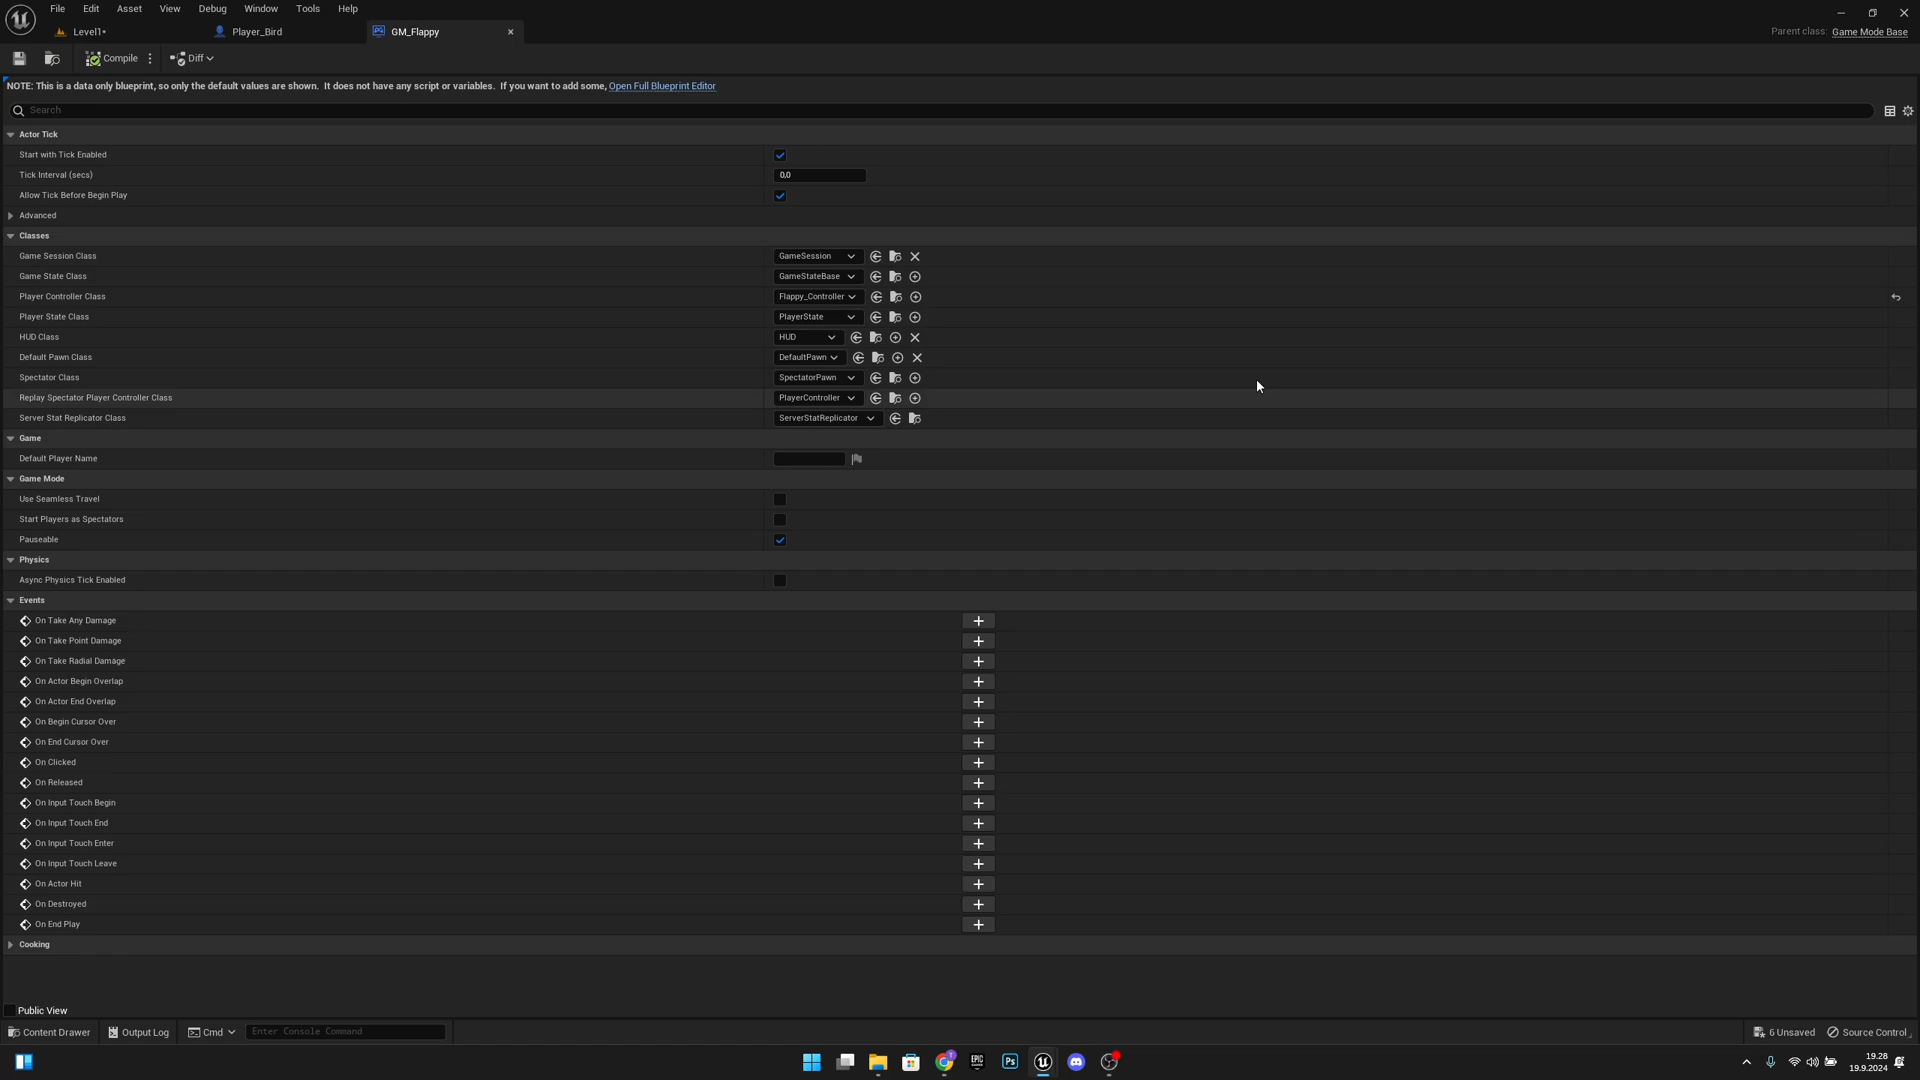 File Edit Asset View Debug Window Tools Help
Level1* Player_Bird GM_Flappy Parent class: Game Mode Base
Compile Diff
NOTE: This is a data only blueprint, so only the default values are shown. It does not have any script or variables. If you want to add some, Open Full Blueprint Editor
Search
Actor Tick
Start with Tick Enabled
Tick Interval (secs) 0,0
Allow Tick Before Begin Play
Advanced
Classes
Game Session Class GameSession
Game State Class GameStateBase
Player Controller Class Flappy_Controller
Player State Class PlayerState
HUD Class HUD
Default Pawn Class DefaultPawn
Spectator Class SpectatorPawn
Replay Spectator Player Controller Class PlayerController
Server Stat Replicator Class ServerStatReplicator
Game
Default Player Name
Game Mode
Use Seamless Travel
Start Players as Spectators
Pauseable
Physics
Async Physics Tick Enabled
Events
On Take Any Damage
On Take Point Damage
On Take Radial Damage
On Actor Begin Overlap
On Actor End Overlap
On Begin Cursor Over
On End Cursor Over
On Clicked
On Released
On Input Touch Begin
On Input Touch End
On Input Touch Enter
On Input Touch Leave
On Actor Hit
On Destroyed
On End Play
Cooking
Public View
Content Drawer Output Log Cmd Enter Console Command 6 Unsaved Source Control
Ps EPIC GAMES 19.28
19.9.2024